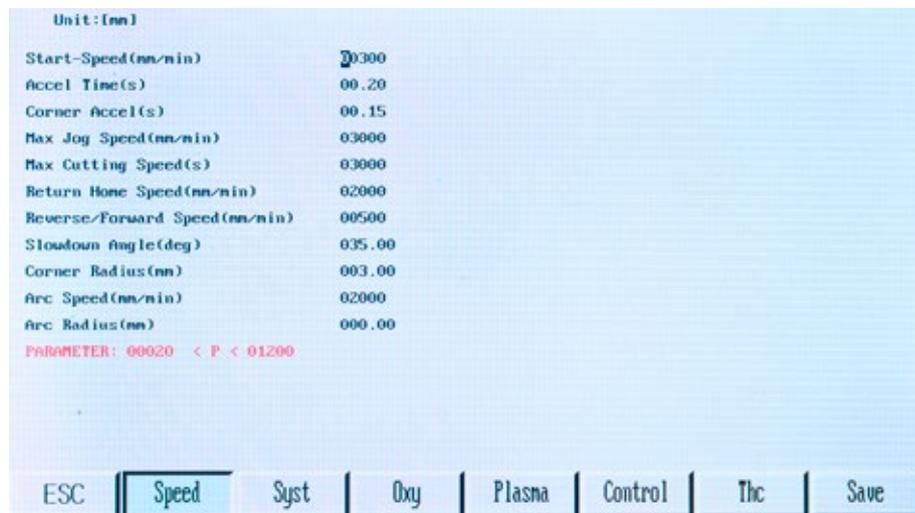 Unit:[mm]
Start-Speed(mm/min) 00300
Accel Time(s) 00.20
Corner Accel(s) 00.15
Max Jog Speed(mm/min) 03000
Max Cutting Speed(s) 03000
Return Home Speed(mm/min) 02000
Reverse/Forward Speed(mm/min) 00500
Slowdown Angle(deg) 035.00
Corner Radius(mm) 003.00
Arc Speed(mm/min) 02000
Arc Radius(mm) 000.00
PARAMETER: 00020 < P < 01200
ESC Speed Syst Oxy Plasma Control Thc Save